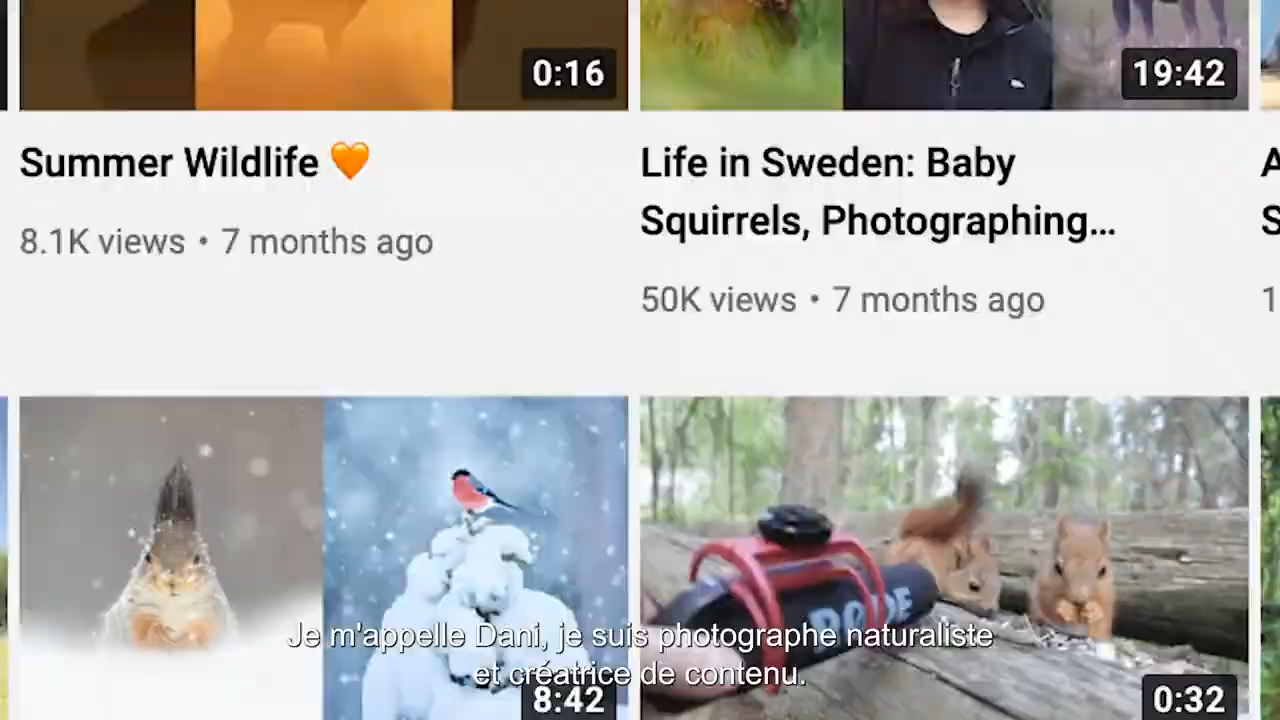 0:16
19:42
Summer Wildlife 🧡
8.1K views • 7 months ago
Life in Sweden: Baby
Squirrels, Photographing...
50K views • 7 months ago
A
S
1
RODE
Je m'appelle Dani, je suis photographe naturaliste
et créatrice de contenu.
8:42
0:32